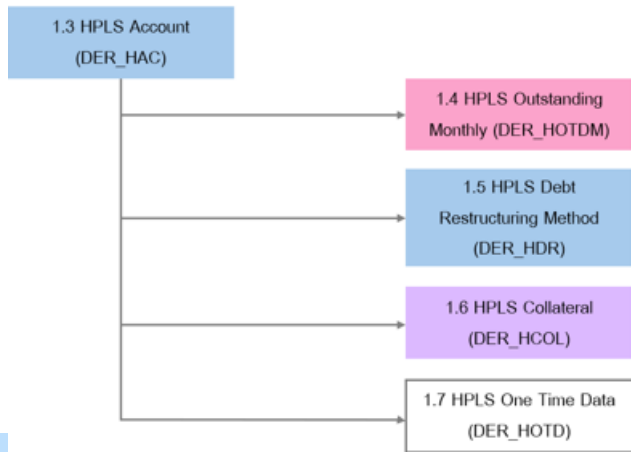 1.3 HPLS Account
(DER_HAC)
1.4 HPLS Outstanding
Monthly (DER_HOTDM)
1.5 HPLS Debt
Restructuring Method
(DER_HDR)
1.6 HPLS Collateral
(DER_HCOL)
1.7 HPLS One Time Data
(DER_HOTD)